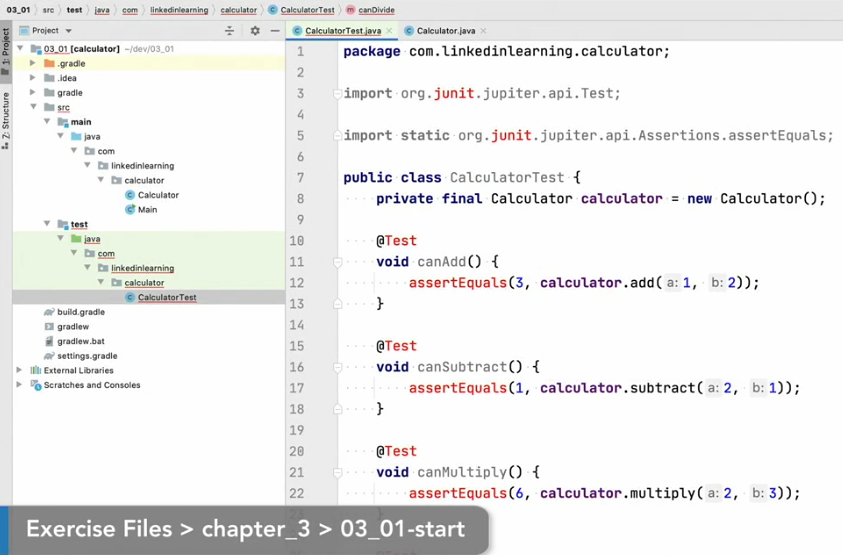 03_01 src test java com linkedinlearning calculator CalculatorTest canDivide
Project
CalculatorTest.java
Calculator.java
1: Project
Z: Structure
03_01 [calculator] ~/dev/03_01
.gradle
.idea
gradle
src
main
java
com
linkedinlearning
calculator
Calculator
Main
test
java
com
linkedinlearning
calculator
CalculatorTest
build.gradle
gradlew
gradlew.bat
settings.gradle
External Libraries
Scratches and Consoles
1 package com.linkedinlearning.calculator;
2
3 import org.junit.jupiter.api.Test;
4
5 import static org.junit.jupiter.api.Assertions.assertEquals;
6
7 public class CalculatorTest {
8 private final Calculator calculator = new Calculator();
9
10 @Test
11 void canAdd() {
12 assertEquals(3, calculator.add( a: 1, b: 2));
13 }
14
15 @Test
16 void canSubtract() {
17 assertEquals(1, calculator.subtract( a: 2, b: 1));
18 }
19
20 @Test
21 void canMultiply() {
22 assertEquals(6, calculator.multiply( a: 2, b: 3));
Exercise Files > chapter_3 > 03_01-start